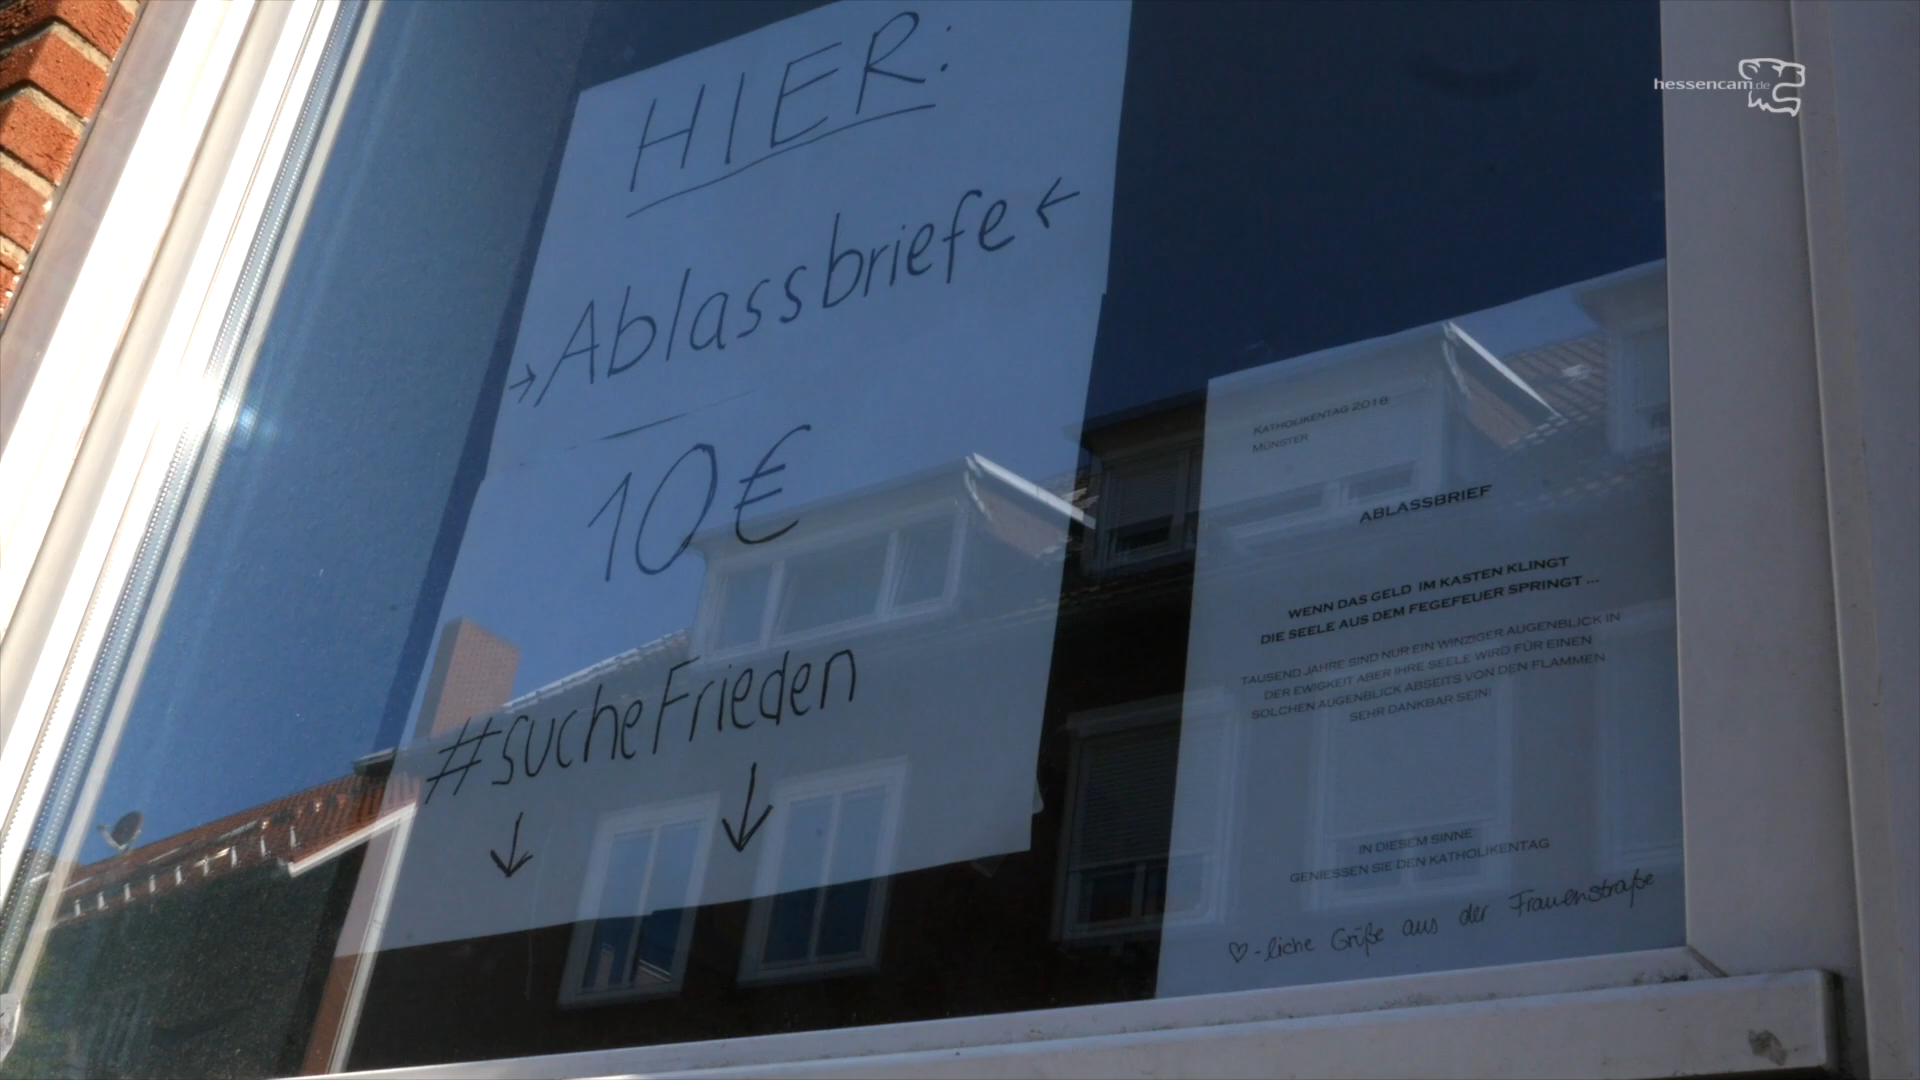 HIER:
→ Ablassbriefe ←
10€
#sucheFrieden
↓ ↓
KATHOLIKENTAG 2018
MÜNSTER
ABLASSBRIEF
WENN DAS GELD IM KASTEN KLINGT
DIE SEELE AUS DEM FEGEFEUER SPRINGT ...
TAUSEND JAHRE SIND NUR EIN WINZIGER AUGENBLICK IN
DER EWIGKEIT ABER IHRE SEELE WIRD FÜR EINEN
SOLCHEN AUGENBLICK ABSEITS VON DEN FLAMMEN
SEHR DANKBAR SEIN!
IN DIESEM SINNE
GENIESSEN SIE DEN KATHOLIKENTAG
♡-liche Grüße aus der Frauenstraße
hessencam.de